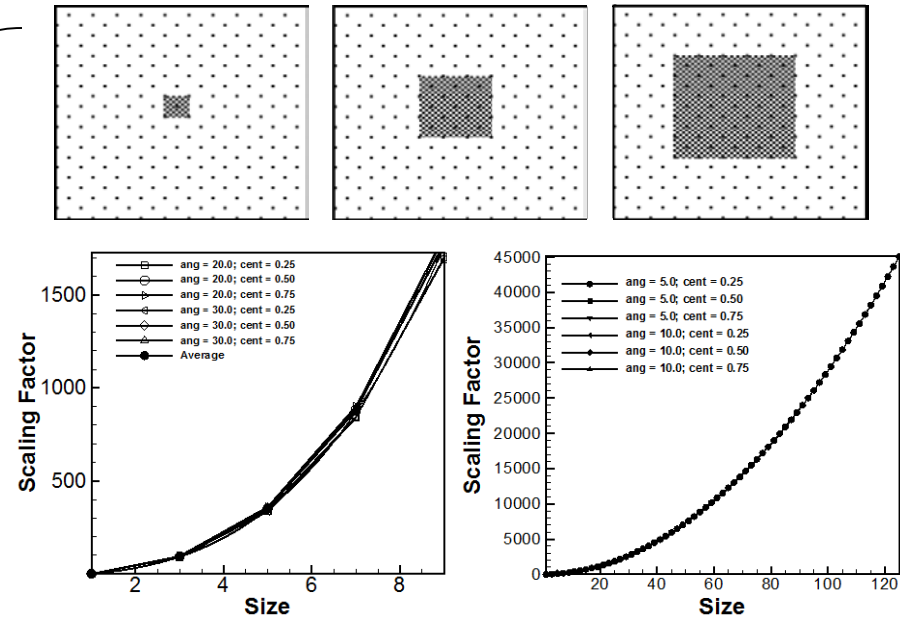 ang = 20.0; cent = 0.25
ang = 20.0; cent = 0.50
ang = 20.0; cent = 0.75
ang = 30.0; cent = 0.25
ang = 30.0; cent = 0.50
ang = 30.0; cent = 0.75
Average
1500
1000
500
Scaling Factor
2
4
6
8
Size
ang = 5.0; cent = 0.25
ang = 5.0; cent = 0.50
ang = 5.0; cent = 0.75
ang = 10.0; cent = 0.25
ang = 10.0; cent = 0.50
ang = 10.0; cent = 0.75
45000
40000
35000
30000
25000
20000
15000
10000
5000
0
Scaling Factor
20
40
60
80
100
120
Size